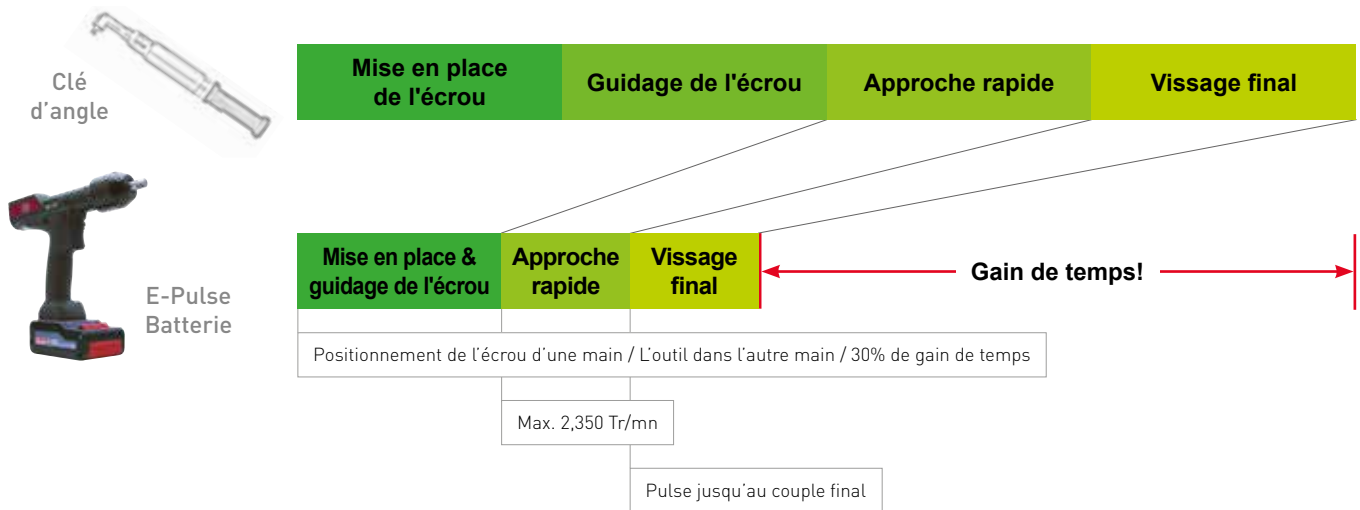 Clé
d’angle
Mise en place
de l'écrou
Guidage de l'écrou
Approche rapide
Vissage final
E-Pulse
Batterie
Mise en place &
guidage de l'écrou
Approche
rapide
Vissage
final
Gain de temps!
Positionnement de l’écrou d’une main / L’outil dans l’autre main / 30% de gain de temps
Max. 2,350 Tr/mn
Pulse jusqu’au couple final